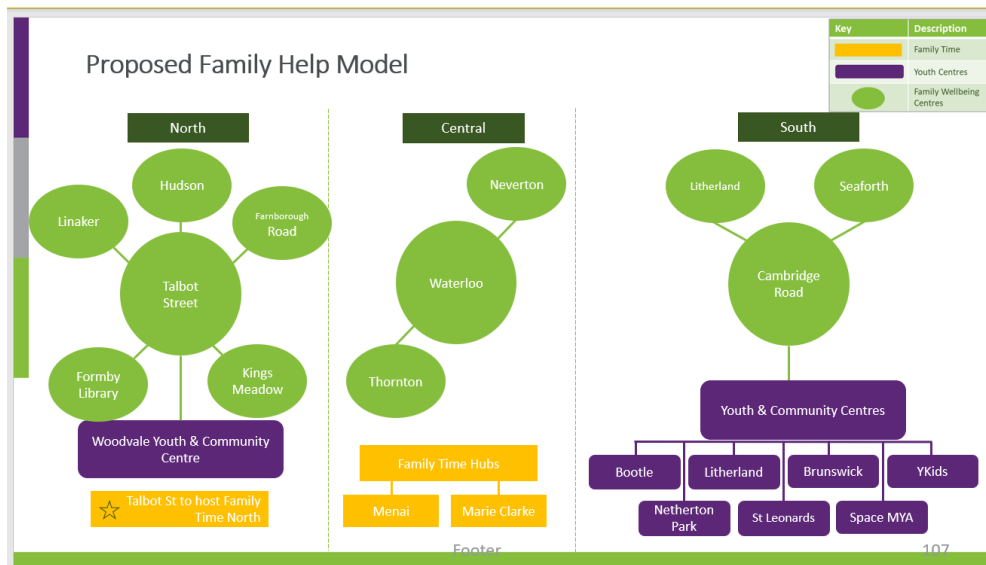 Proposed Family Help Model
Key
Description
Family Time
Youth Centres
Family Wellbeing
Centres
North
Hudson
Linaker
Farnborough
Road
Talbot
Street
Formby
Library
Kings
Meadow
Woodvale Youth & Community
Centre
Talbot St to host Family
Time North
Central
Neverton
Waterloo
Thornton
Family Time Hubs
Menai
Marie Clarke
South
Litherland
Seaforth
Cambridge
Road
Youth & Community Centres
Bootle
Litherland
Brunswick
YKids
Netherton
Park
St Leonards
Space MYA
Footer
107